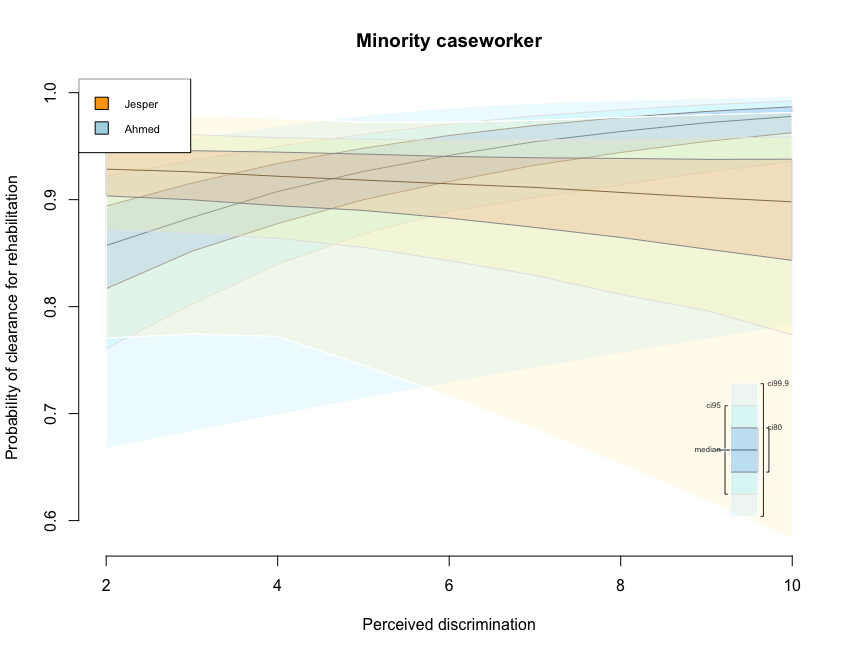 Minority caseworker
Jesper
Ahmed
Probability of clearance for rehabilitation
1.0
0.9
0.8
0.7
0.6
ci99.9
ci95
ci80
median
2 4 6 8 10
Perceived discrimination